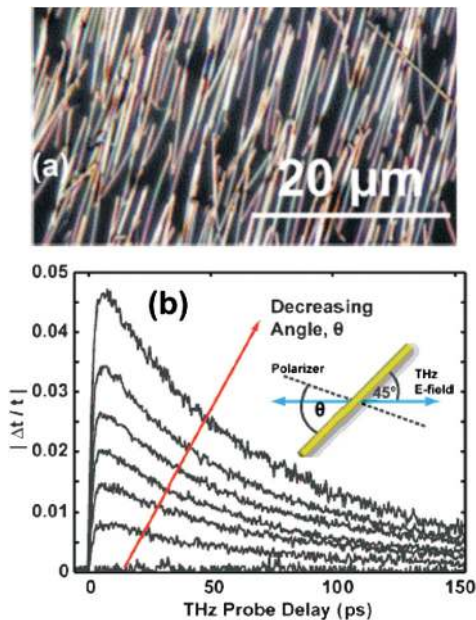 (a)
20 µm
0.05
0.04
0.03
0.02
0.01
0
(b)
Decreasing
Angle, θ
Polarizer
THz
E-field
45°
θ
| Δt / t |
0
50
100
150
THz Probe Delay (ps)